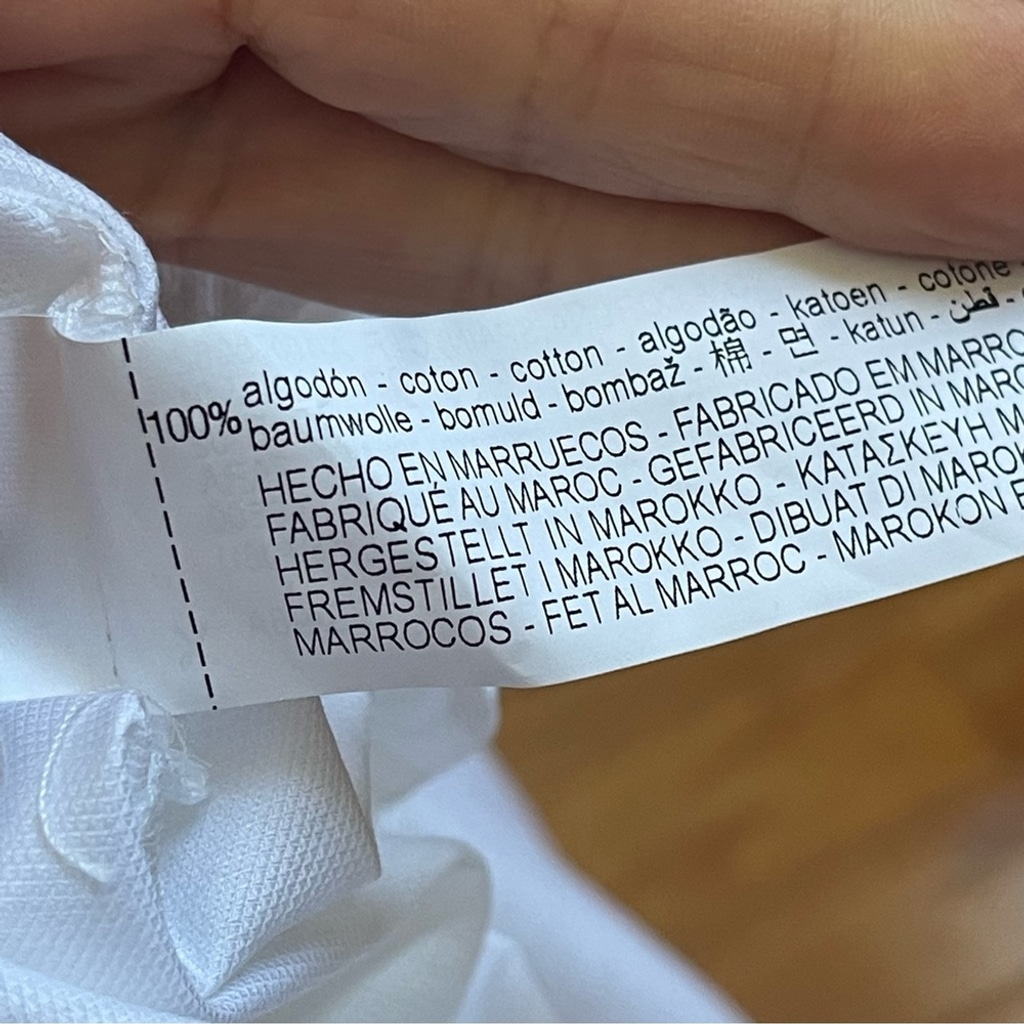 100% algodón - coton - cotton - algodão - katoen - cotone
baumwolle - bomuld - bombaž - 棉 - 면 - katun - قطن -
HECHO EN MARRUECOS - FABRICADO EM MARRO
FABRIQUÉ AU MAROC - GEFABRICEERD IN MARO
HERGESTELLT IN MAROKKO - ΚΑΤΑΣΚΕΥΗ Μ
FREMSTILLET I MAROKKO - DIBUAT DI MAROK
MARROCOS - FET AL MARROC - MAROKON